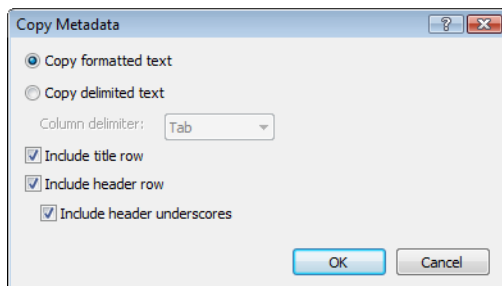 Copy Metadata
Copy formatted text
Copy delimited text
Column delimiter: Tab
Include title row
Include header row
Include header underscores
OK Cancel